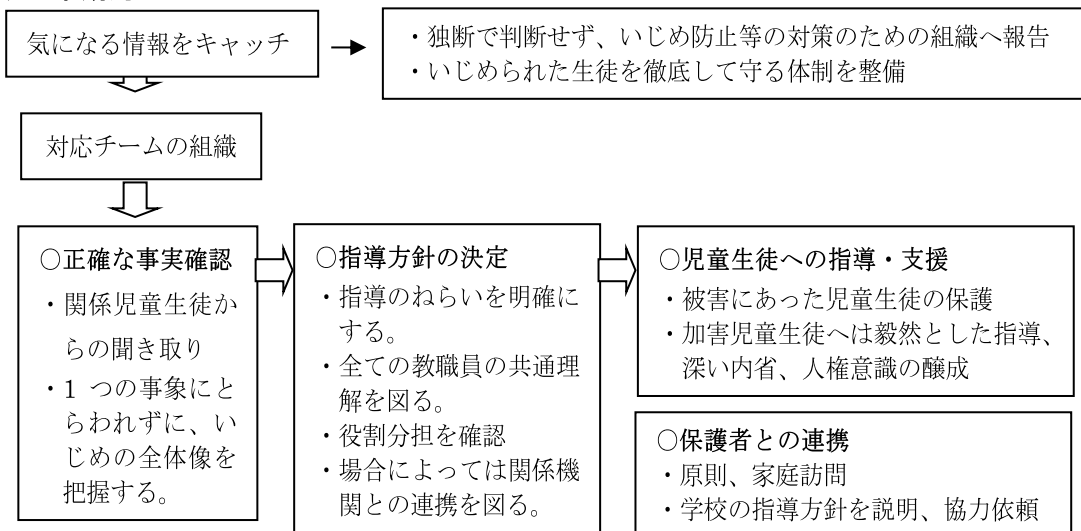 気になる情報をキャッチ
・独断で判断せず、いじめ防止等の対策のための組織へ報告
・いじめられた生徒を徹底して守る体制を整備
対応チームの組織
○正確な事実確認
・関係児童生徒か
らの聞き取り
・1 つの事象にと
らわれずに、い
じめの全体像を
把握する。
○指導方針の決定
・指導のねらいを明確に
する。
・全ての教職員の共通理
解を図る。
・役割分担を確認
・場合によっては関係機
関との連携を図る。
○児童生徒への指導・支援
・被害にあった児童生徒の保護
・加害児童生徒へは毅然とした指導、
深い内省、人権意識の醸成
○保護者との連携
・原則、家庭訪問
・学校の指導方針を説明、協力依頼